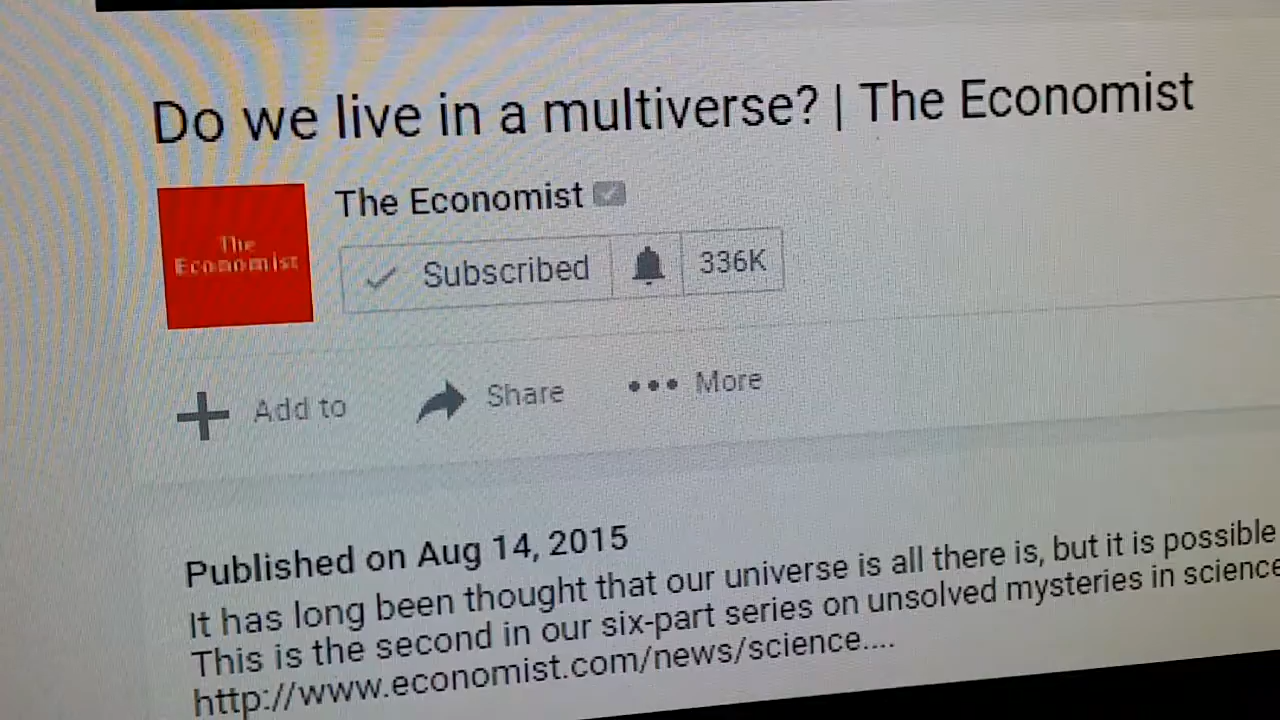 Do we live in a multiverse? | The Economist
The Economist
The
Economist
Subscribed
336K
Add to
Share
More
Published on Aug 14, 2015
It has long been thought that our universe is all there is, but it is possible
This is the second in our six-part series on unsolved mysteries in science
http://www.economist.com/news/science....